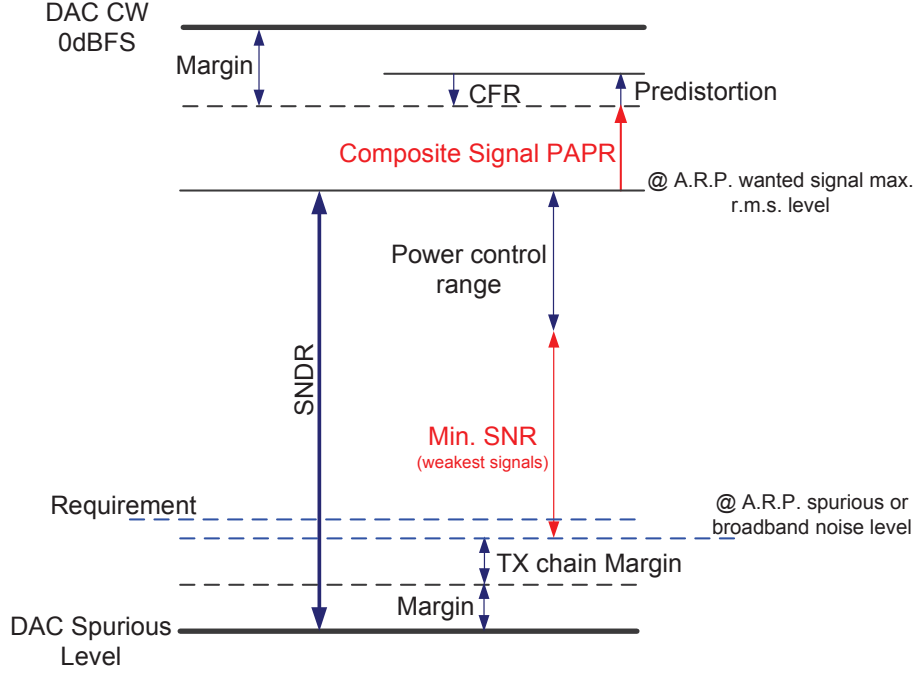 DAC CW
0dBFS
Margin
CFR
Predistortion
Composite Signal PAPR
@ A.R.P. wanted signal max.
r.m.s. level
Power control
range
SNDR
Min. SNR
(weakest signals)
Requirement
@ A.R.P. spurious or
broadband noise level
TX chain Margin
Margin
DAC Spurious
Level